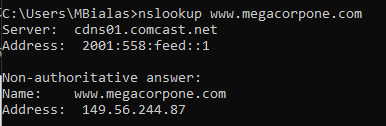 C:\Users\MBialas>nslookup www.megacorpone.com
Server:  cdns01.comcast.net
Address:  2001:558:feed::1

Non-authoritative answer:
Name:    www.megacorpone.com
Address:  149.56.244.87